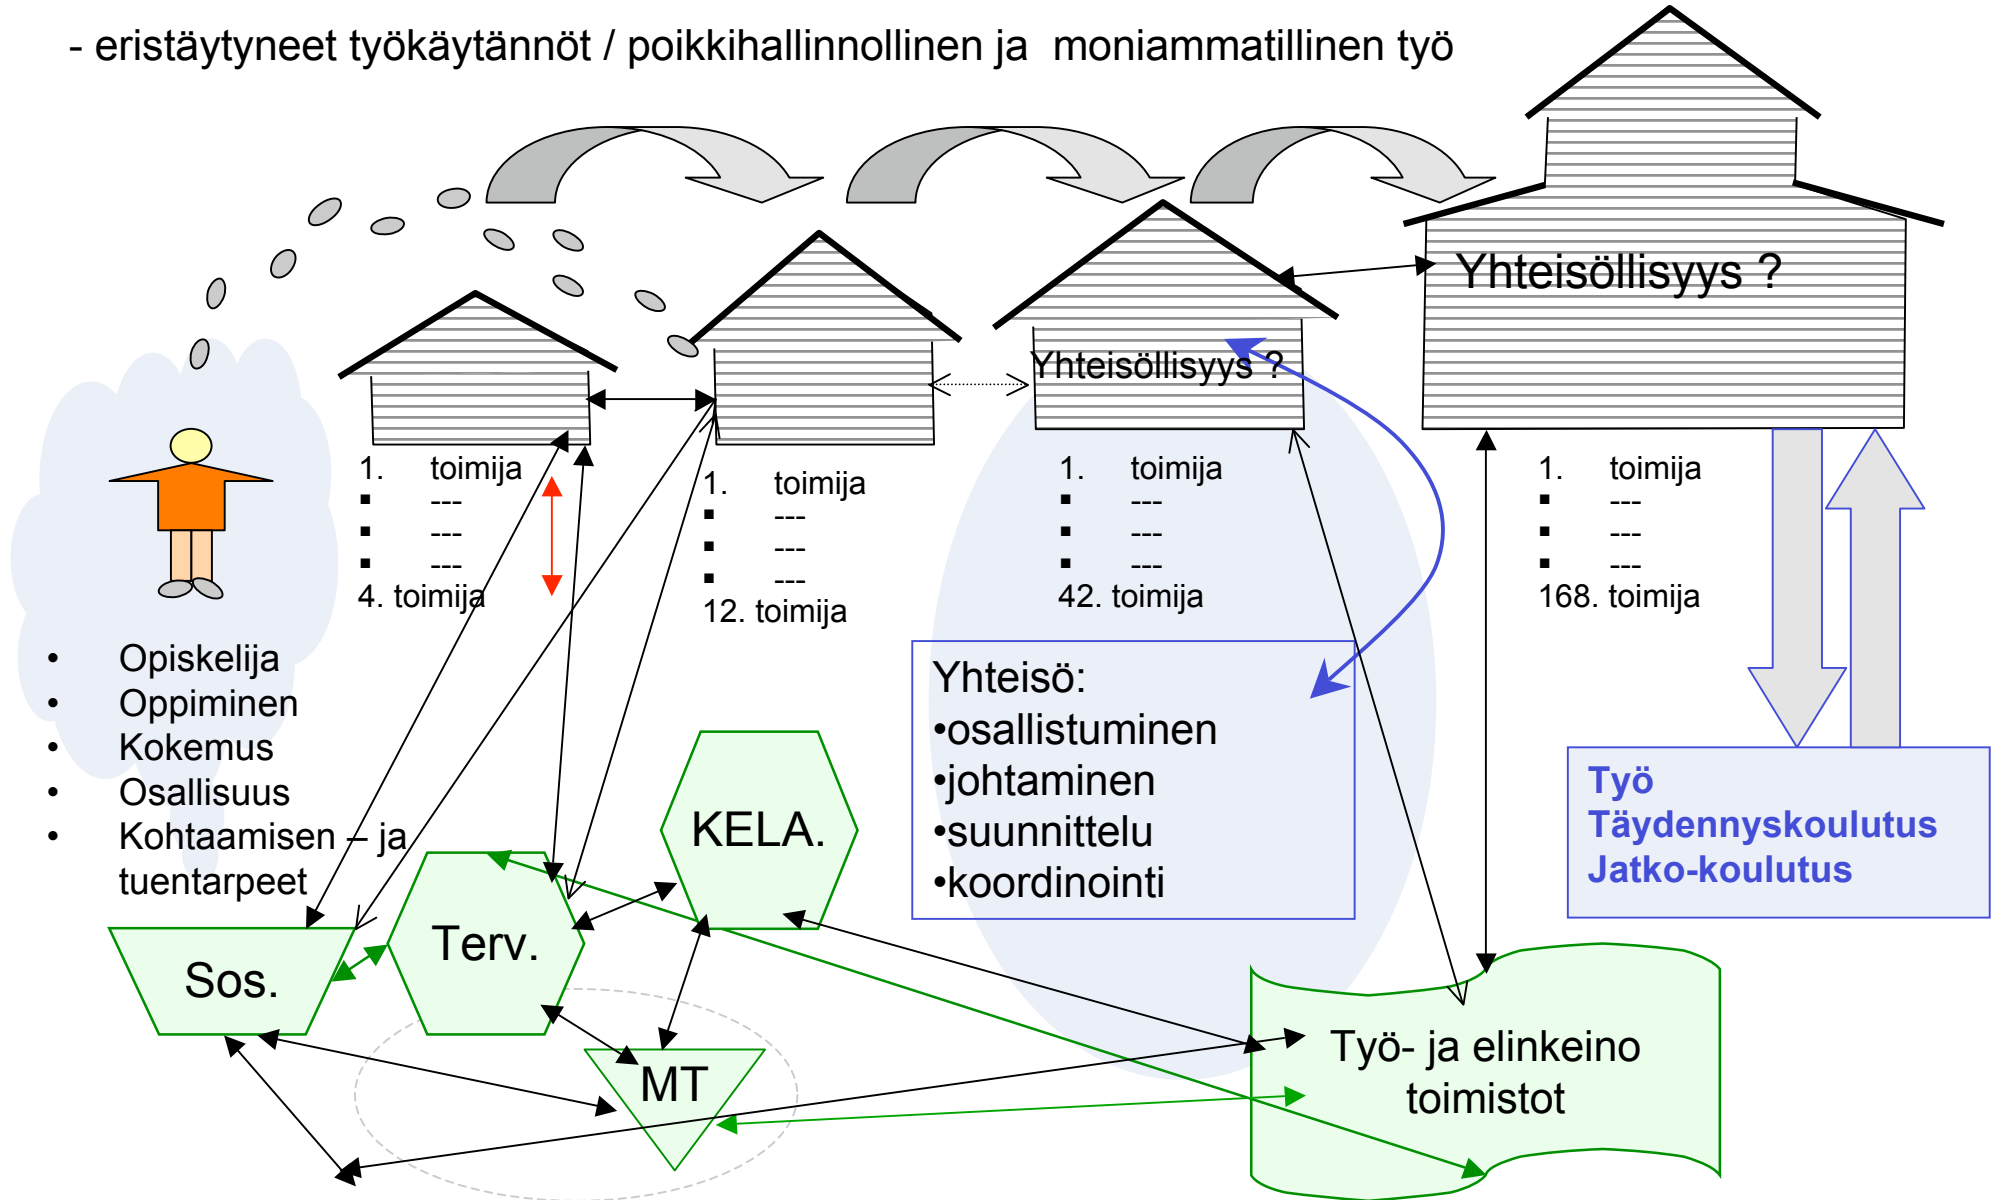 - eristäytyneet työkäytännöt / poikkihallinnollinen ja moniammatillinen työ
Yhteisöllisyys ?
Yhteisöllisyys ?
1. toimija
▪ ---
▪ ---
▪ ---
4. toimija
1. toimija
▪ ---
▪ ---
▪ ---
12. toimija
1. toimija
▪ ---
▪ ---
▪ ---
42. toimija
1. toimija
▪ ---
▪ ---
▪ ---
168. toimija
• Opiskelija
• Oppiminen
• Kokemus
• Osallisuus
• Kohtaamisen – ja
tuentarpeet
Yhteisö:
•osallistuminen
•johtaminen
•suunnittelu
•koordinointi
Työ
Täydennyskoulutus
Jatko-koulutus
KELA.
Terv.
Sos.
MT
Työ- ja elinkeino
toimistot